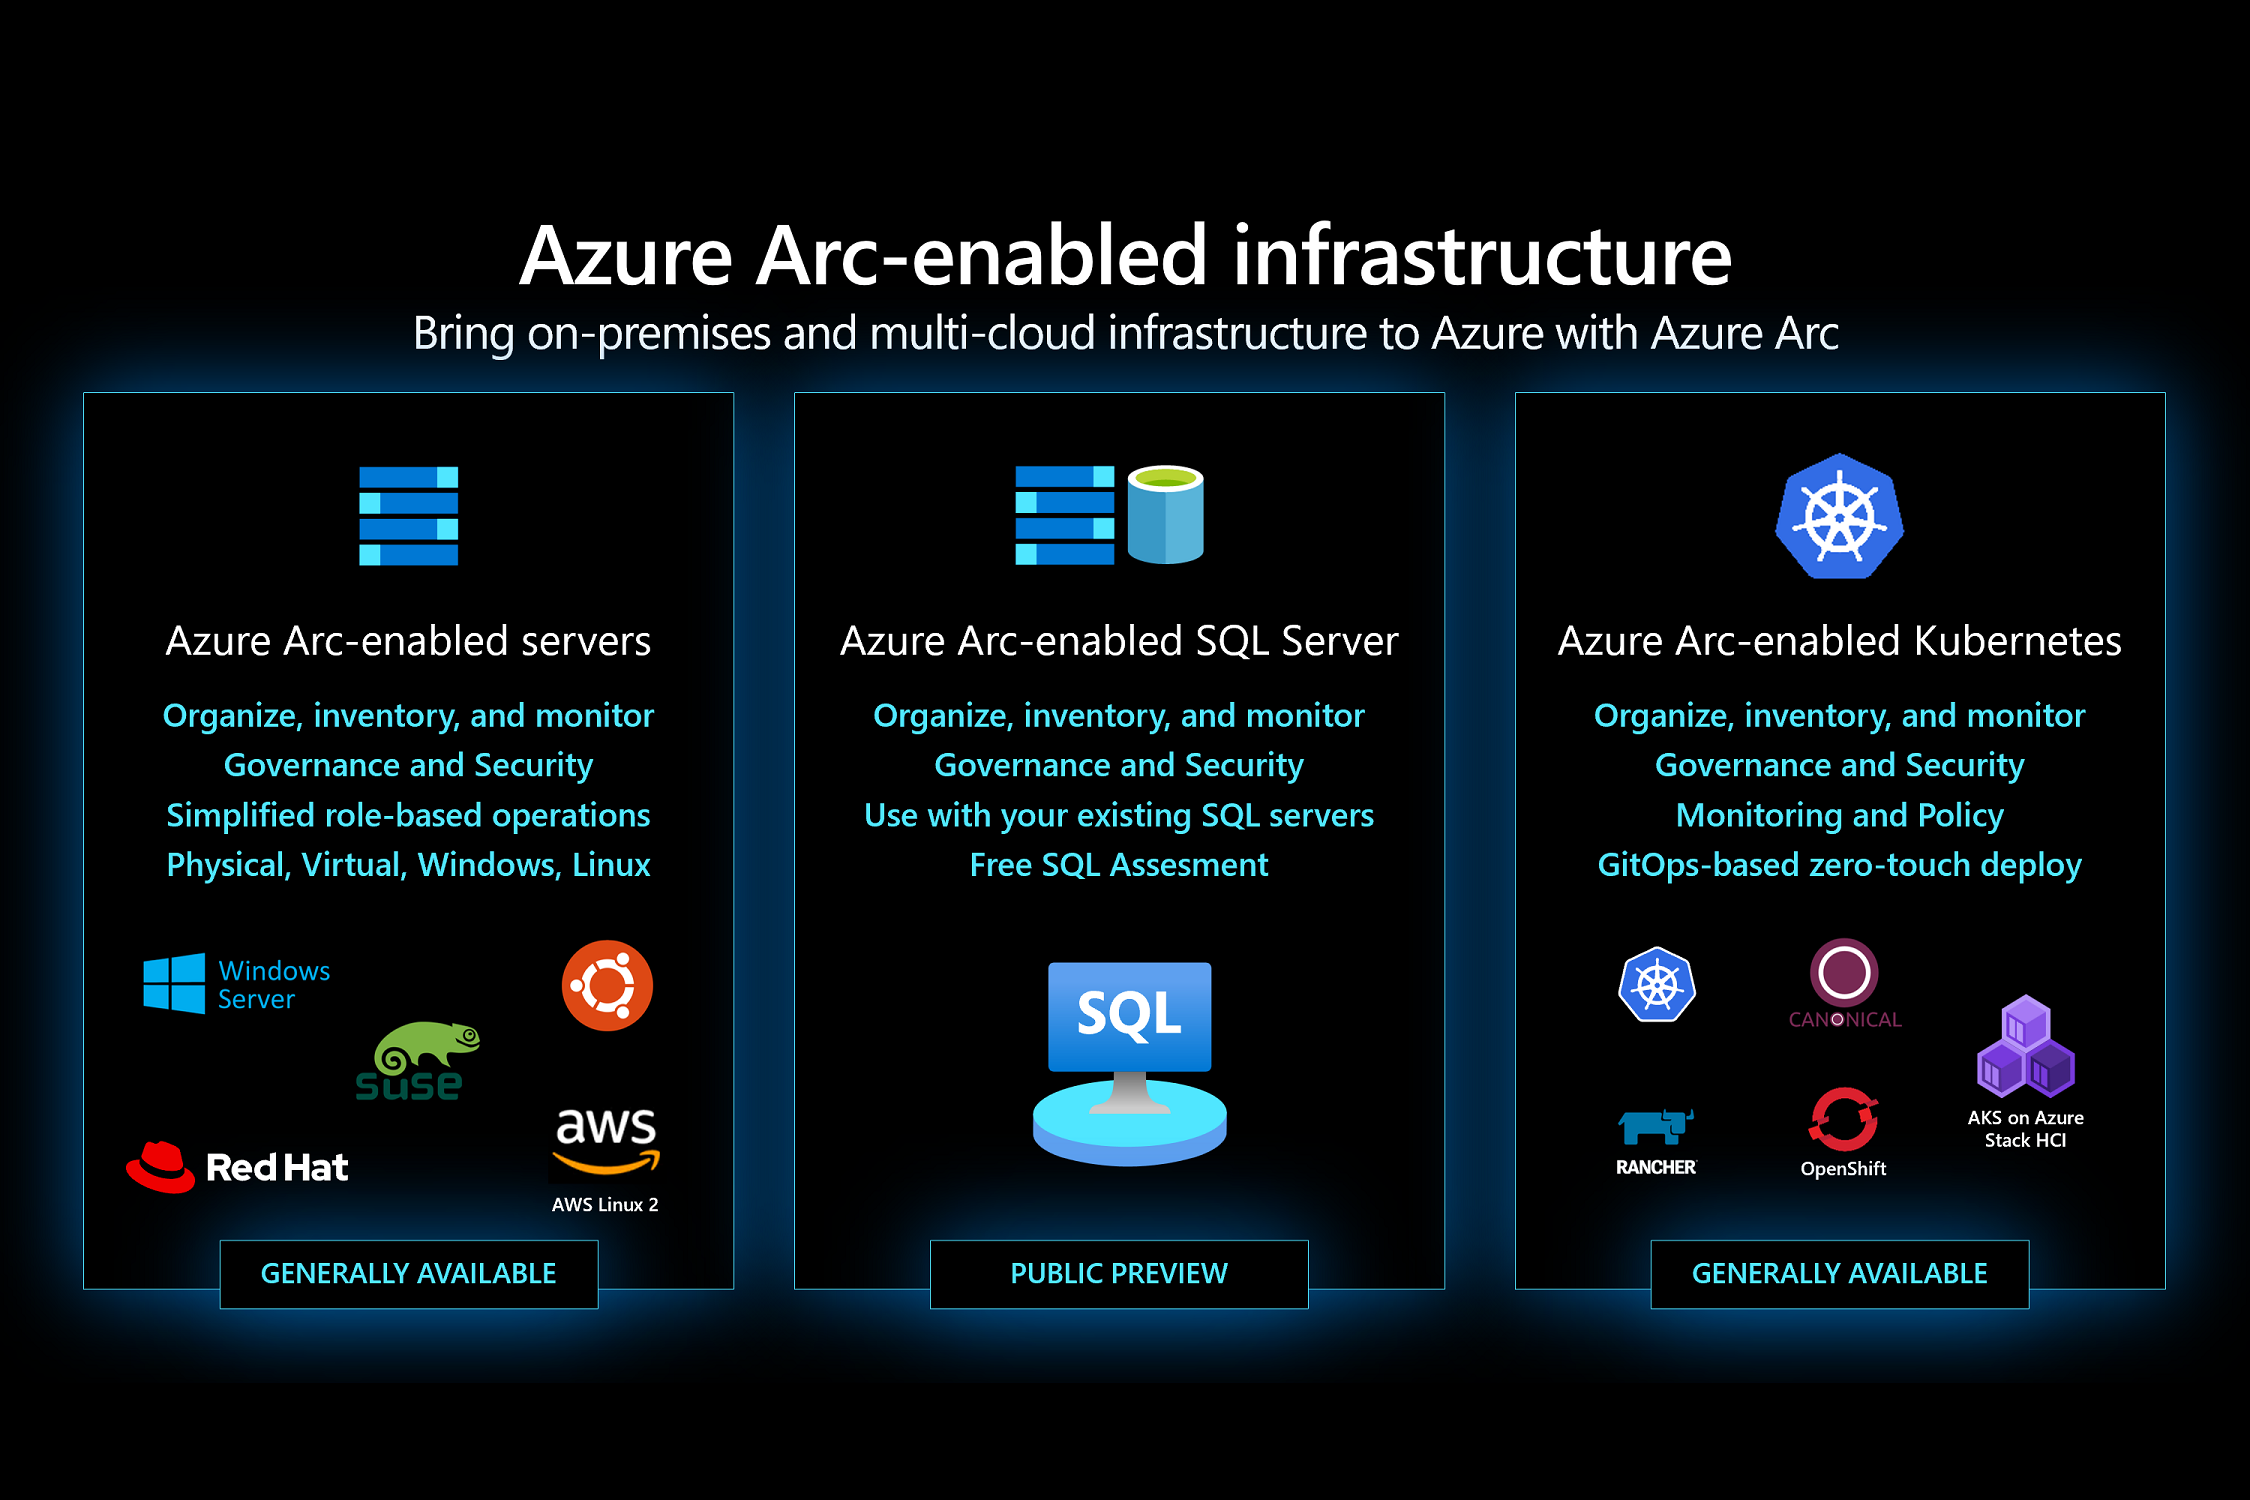 Azure Arc-enabled infrastructure
Bring on-premises and multi-cloud infrastructure to Azure with Azure Arc
Azure Arc-enabled servers
Organize, inventory, and monitor
Governance and Security
Simplified role-based operations
Physical, Virtual, Windows, Linux
Windows
Server
suse
Red Hat
aws
AWS Linux 2
GENERALLY AVAILABLE
Azure Arc-enabled SQL Server
Organize, inventory, and monitor
Governance and Security
Use with your existing SQL servers
Free SQL Assesment
SQL
PUBLIC PREVIEW
Azure Arc-enabled Kubernetes
Organize, inventory, and monitor
Governance and Security
Monitoring and Policy
GitOps-based zero-touch deploy
CANONICAL
AKS on Azure
Stack HCI
RANCHER
OpenShift
GENERALLY AVAILABLE